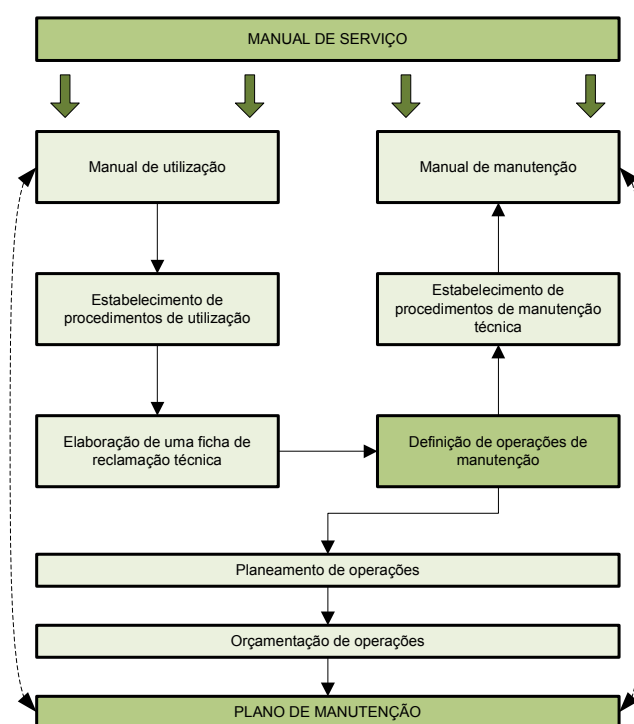 MANUAL DE SERVIÇO
Manual de utilização
Manual de manutenção
Estabelecimento de
procedimentos de utilização
Estabelecimento de
procedimentos de manutenção
técnica
Elaboração de uma ficha de
reclamação técnica
Definição de operações de
manutenção
Planeamento de operações
Orçamentação de operações
PLANO DE MANUTENÇÃO